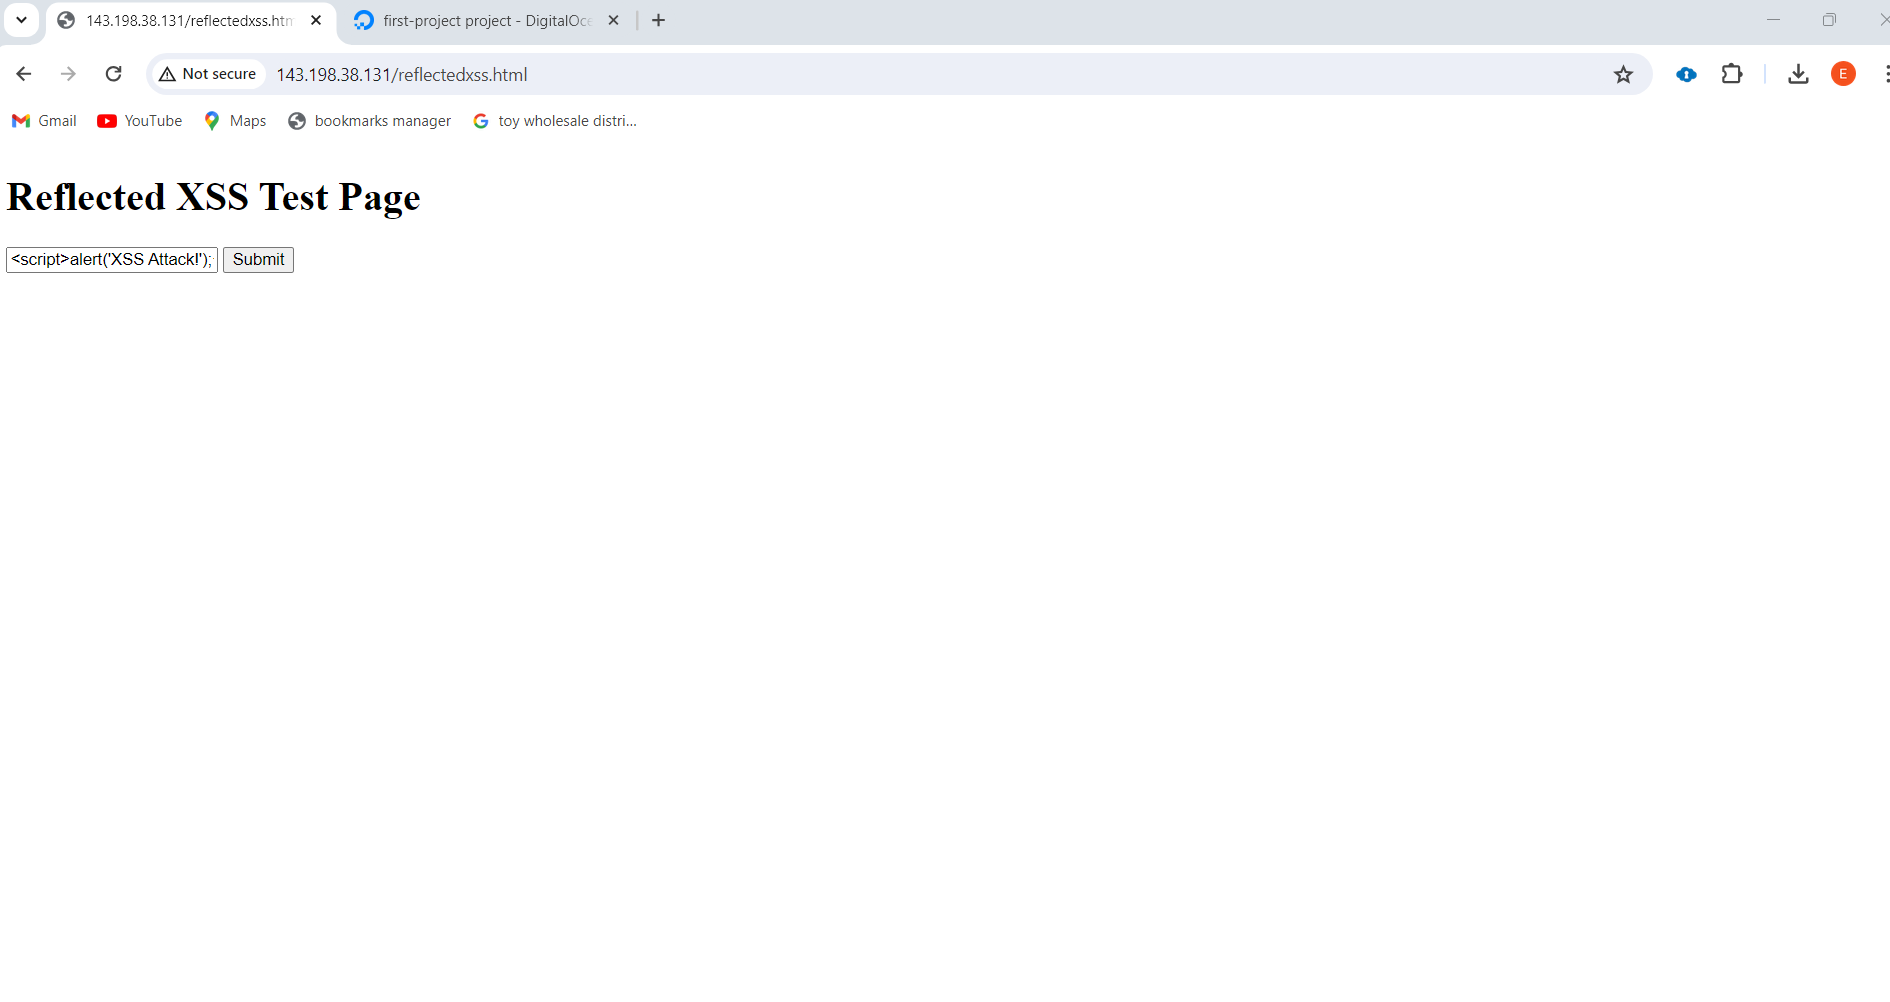 143.198.38.131/reflectedxss.htm
first-project project - DigitalOce
Not secure
143.198.38.131/reflectedxss.html
E
Gmail
YouTube
Maps
bookmarks manager
toy wholesale distri...
Reflected XSS Test Page
<script>alert('XSS Attack!');
Submit